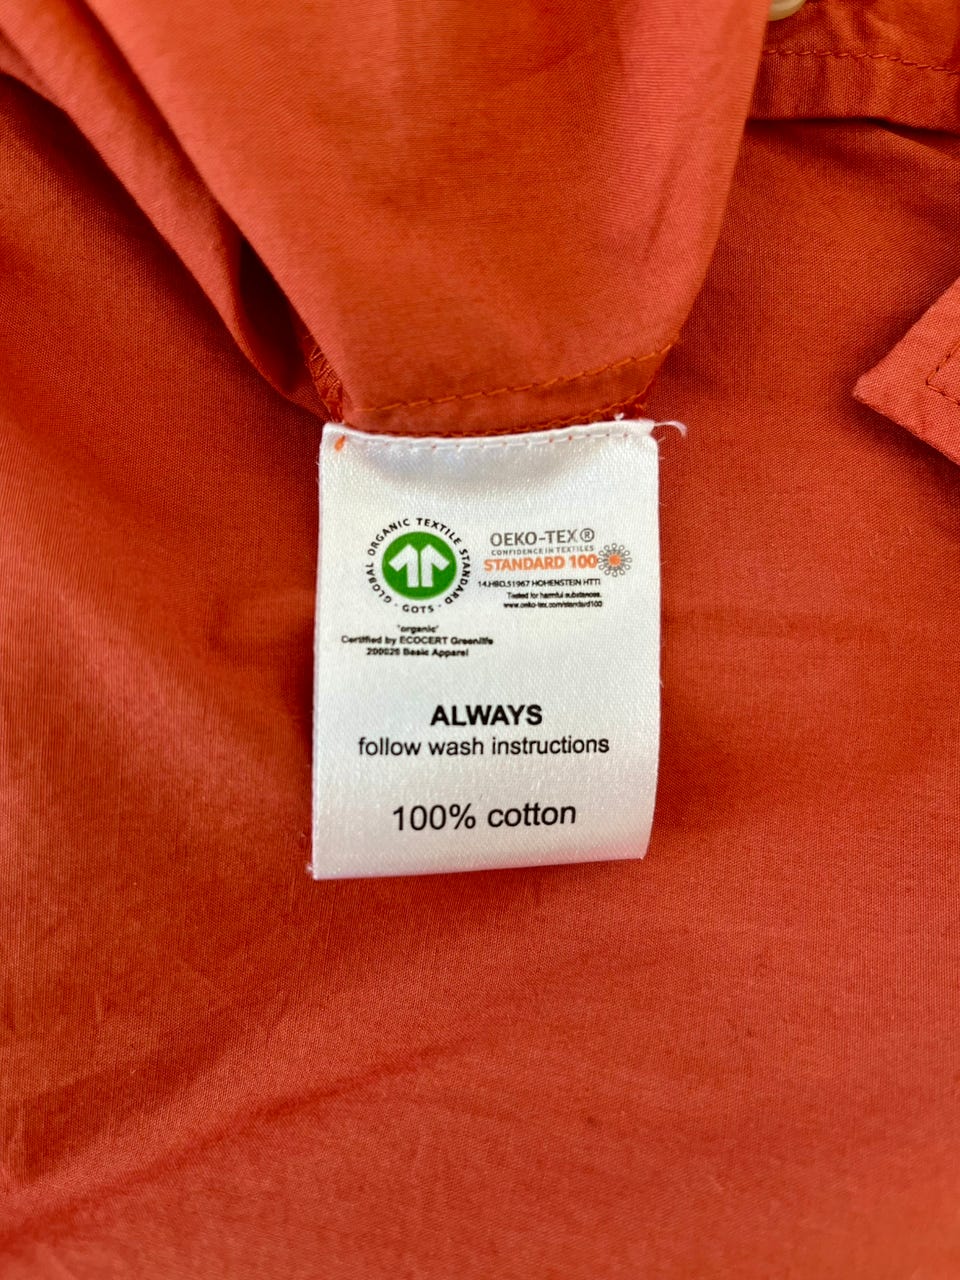 GLOBAL ORGANIC TEXTILE STANDARD
· GOTS ·
"organic"
Certified by ECOCERT Greenlife
200026 Basic Apparel
OEKO-TEX®
CONFIDENCE IN TEXTILES
STANDARD 100
14.HBD.51967 HOHENSTEIN HTTI
Tested for harmful substances.
www.oeko-tex.com/standard100
ALWAYS
follow wash instructions
100% cotton